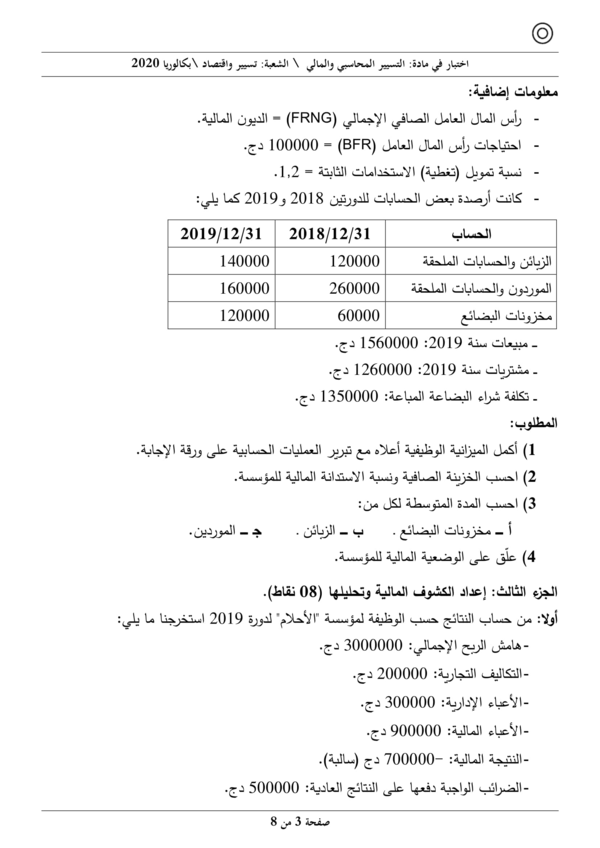 اختبار في مادة: التسيير المحاسبي والمالي \ الشعبة: تسيير واقتصاد \بكالوريا 2020
معلومات إضافية:
- رأس المال العامل الصافي الإجمالي (FRNG) = الديون المالية.
- احتياجات رأس المال العامل (BFR) = 100000 دج.
- نسبة تمويل (تغطية) الاستخدامات الثابتة = 1,2.
- كانت أرصدة بعض الحسابات للدورتين 2018 و2019 كما يلي:
الحساب 2018/12/31 2019/12/31
الزبائن والحسابات الملحقة 120000 140000
الموردون والحسابات الملحقة 260000 160000
مخزونات البضائع 60000 120000
ـ مبيعات سنة 2019: 1560000 دج.
ـ مشتريات سنة 2019: 1260000 دج.
ـ تكلفة شراء البضاعة المباعة: 1350000 دج.
المطلوب:
1) أكمل الميزانية الوظيفية أعلاه مع تبرير العمليات الحسابية على ورقة الإجابة.
2) احسب الخزينة الصافية ونسبة الاستدانة المالية للمؤسسة.
3) احسب المدة المتوسطة لكل من:
أ ــ مخزونات البضائع . ب ــ الزبائن . جـ ــ الموردين.
4) علّق على الوضعية المالية للمؤسسة.
الجزء الثالث: إعداد الكشوف المالية وتحليلها (08 نقاط).
أولا: من حساب النتائج حسب الوظيفة لمؤسسة "الأحلام" لدورة 2019 استخرجنا ما يلي:
-هامش الربح الإجمالي: 3000000 دج.
-التكاليف التجارية: 200000 دج.
-الأعباء الإدارية: 300000 دج.
-الأعباء المالية: 900000 دج.
-النتيجة المالية: −700000 دج (سالبة).
-الضرائب الواجبة دفعها على النتائج العادية: 500000 دج.
صفحة 3 من 8